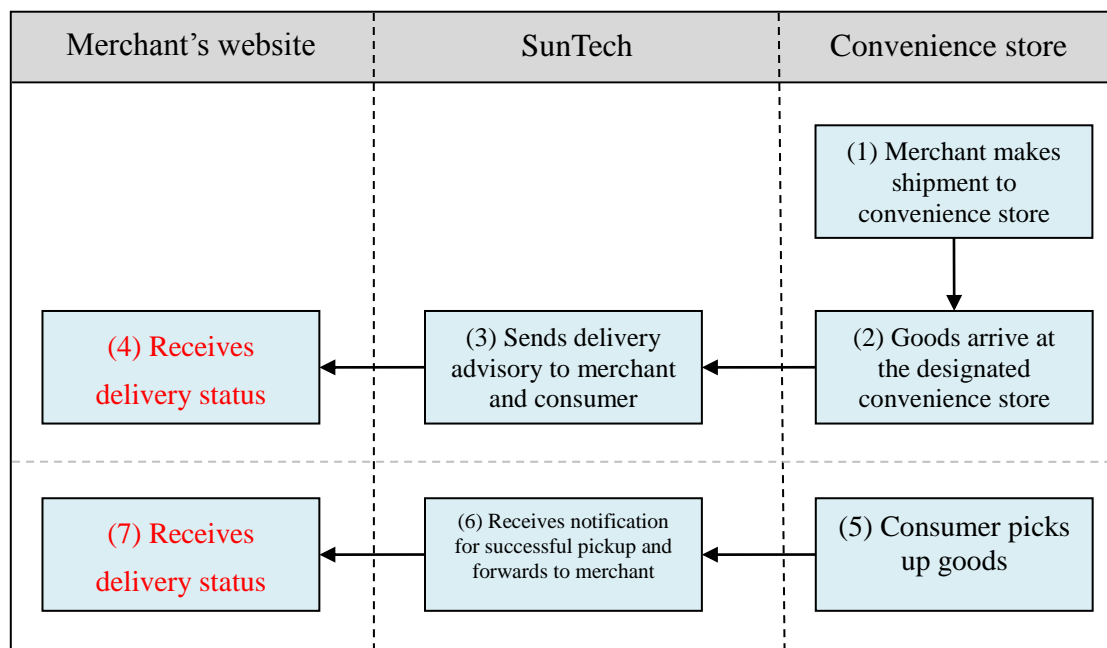 Merchant's website
SunTech
Convenience store
(1) Merchant makes
shipment to
convenience store
(2) Goods arrive at
the designated
convenience store
(3) Sends delivery
advisory to merchant
and consumer
(4) Receives
delivery status
(5) Consumer picks
up goods
(6) Receives notification
for successful pickup and
forwards to merchant
(7) Receives
delivery status